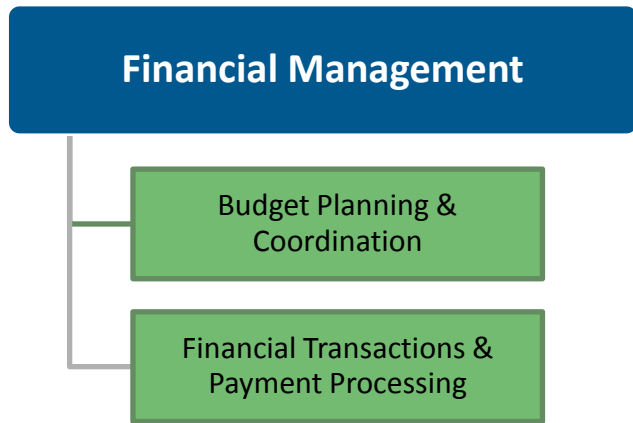 Financial Management
Budget Planning &
Coordination
Financial Transactions &
Payment Processing